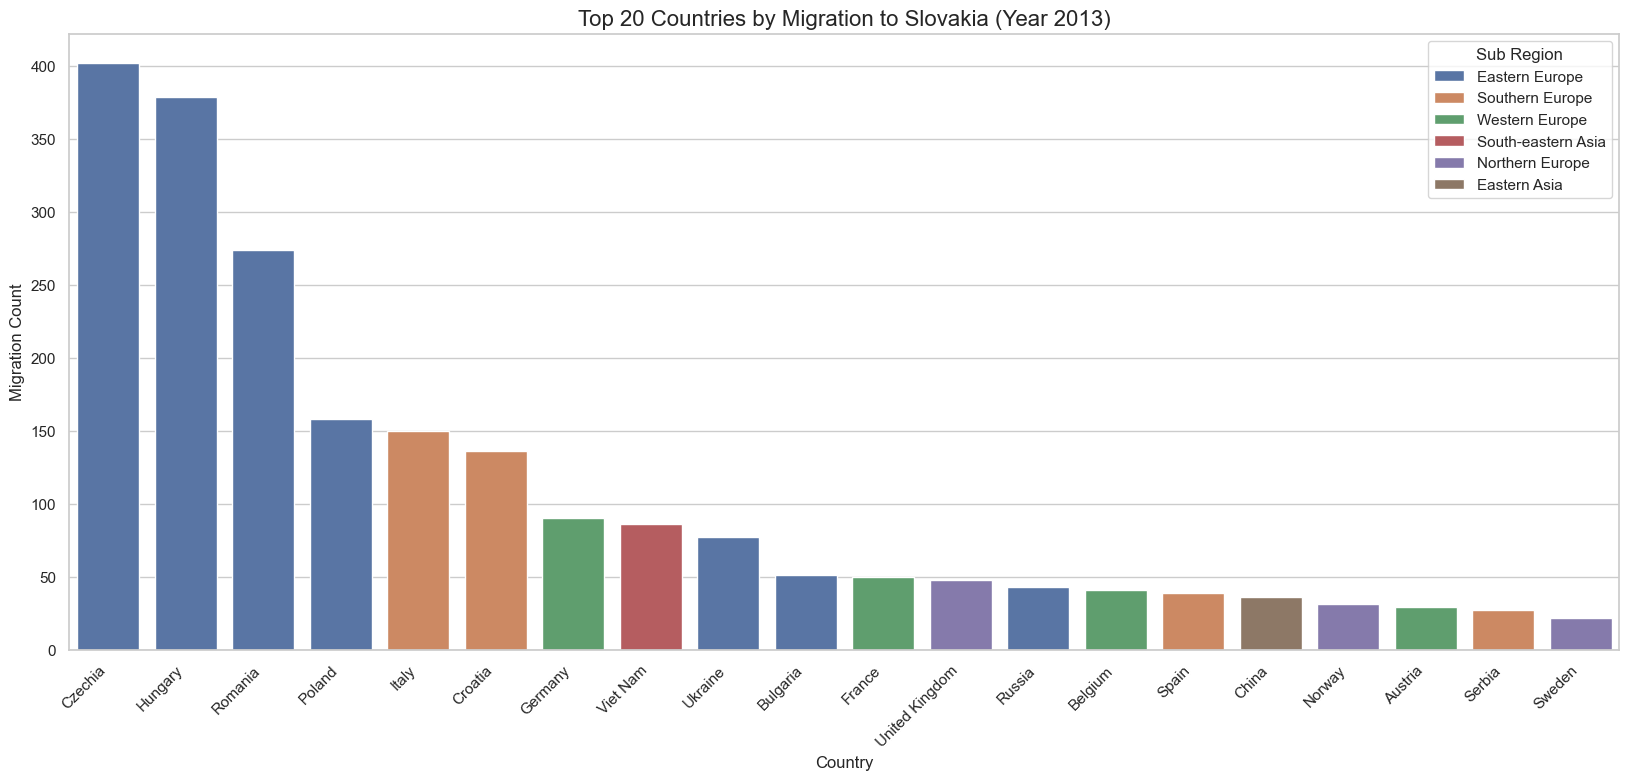 Top 20 Countries by Migration to Slovakia (Year 2013)
Migration Count
400
350
300
250
200
150
100
50
0
Sub Region
Eastern Europe
Southern Europe
Western Europe
South-eastern Asia
Northern Europe
Eastern Asia
Czechia
Hungary
Romania
Poland
Italy
Croatia
Germany
Viet Nam
Ukraine
Bulgaria
France
United Kingdom
Russia
Belgium
Spain
China
Norway
Austria
Serbia
Sweden
Country